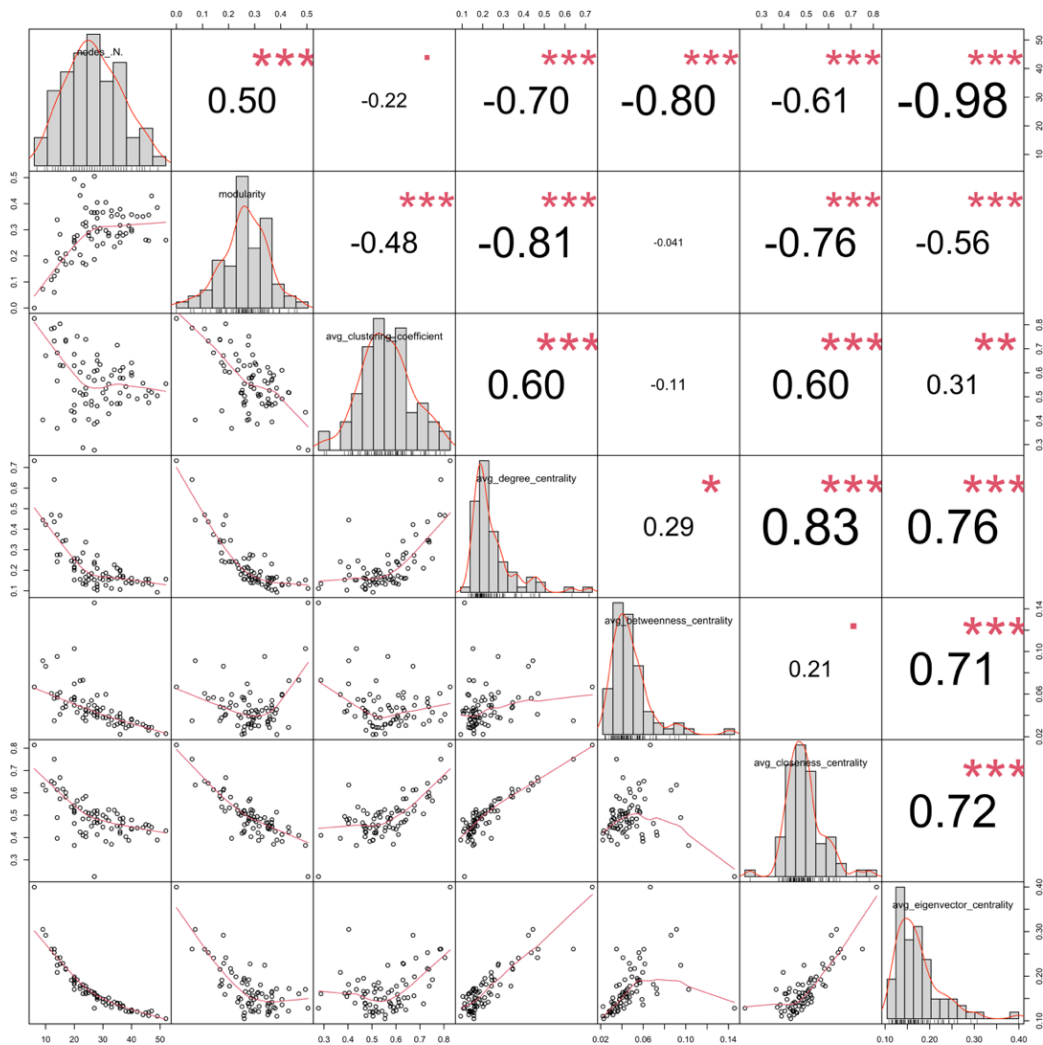 0.0 0.1 0.2 0.3 0.4 0.5
0.1 0.2 0.3 0.4 0.5 0.6 0.7
0.3 0.4 0.5 0.6 0.7 0.8
nodes_.N.
*** . *** *** *** ***
0.50 -0.22 -0.70 -0.80 -0.61 -0.98
50
40
30
20
10
0.5
0.4
0.3
0.2
0.1
0.0
modularity
*** *** *** ***
-0.48 -0.81 -0.041 -0.76 -0.56
avg_clustering_coefficient
*** *** **
0.60 -0.11 0.60 0.31
0.8
0.7
0.6
0.5
0.4
0.3
0.7
0.6
0.5
0.4
0.3
0.2
0.1
avg_degree_centrality
* *** ***
0.29 0.83 0.76
avg_betweenness_centrality
. ***
0.21 0.71
0.14
0.10
0.06
0.02
0.8
0.7
0.6
0.5
0.4
0.3
avg_closeness_centrality
***
0.72
avg_eigenvector_centrality
0.40
0.30
0.20
0.10
10 20 30 40 50
0.3 0.4 0.5 0.6 0.7 0.8
0.02 0.06 0.10 0.14
0.10 0.20 0.30 0.40